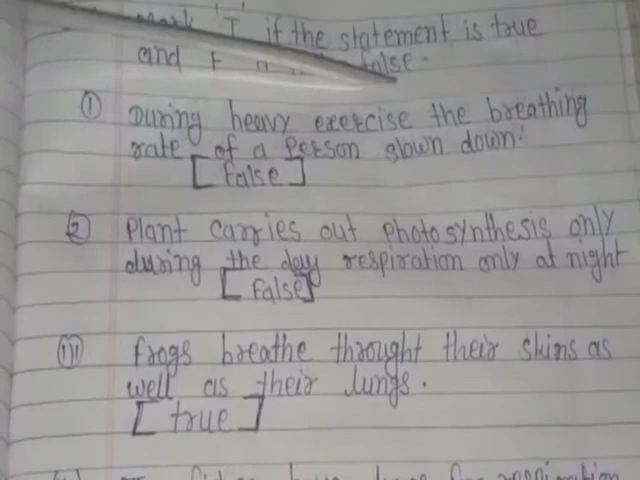 mark 'T' if the statement is true
and F false.
① During heavy exercise the breathing
rate of a Person slown down:
[ False ]
② Plant carries out photosynthesis only
during the day respiration only at night
[ False ]
(iii) frogs breathe throught their skins as
well as their lungs.
[ true ]